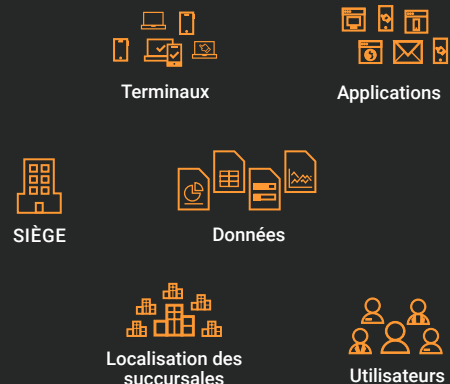 Terminaux
Applications
SIÈGE
Données
Localisation des
succursales
Utilisateurs